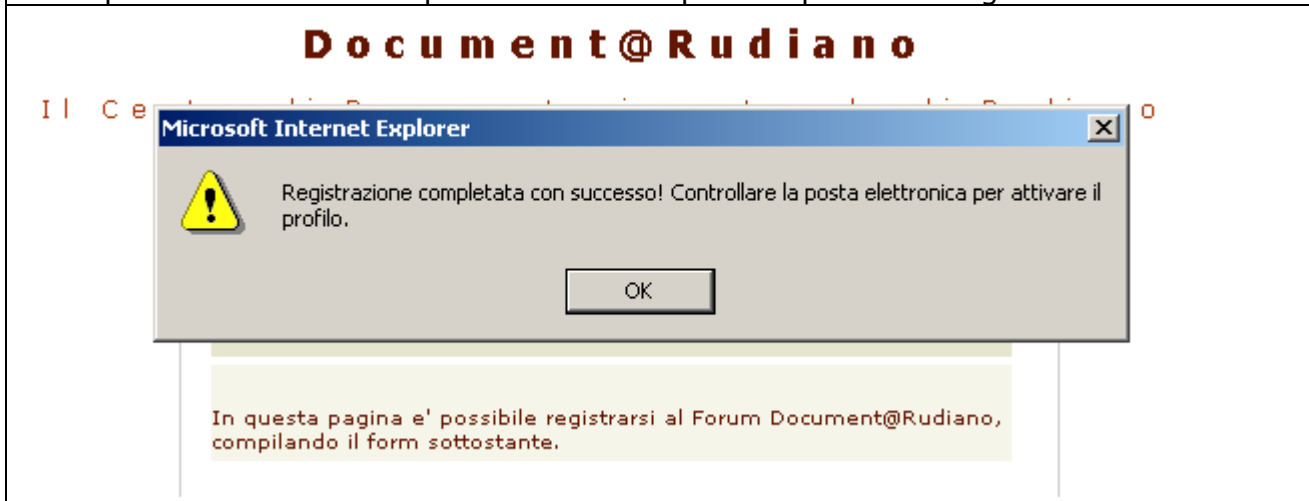 Document@Rudiano
Il Ce
o
Microsoft Internet Explorer
Registrazione completata con successo! Controllare la posta elettronica per attivare il
profilo.
OK
In questa pagina e' possibile registrarsi al Forum Document@Rudiano,
compilando il form sottostante.